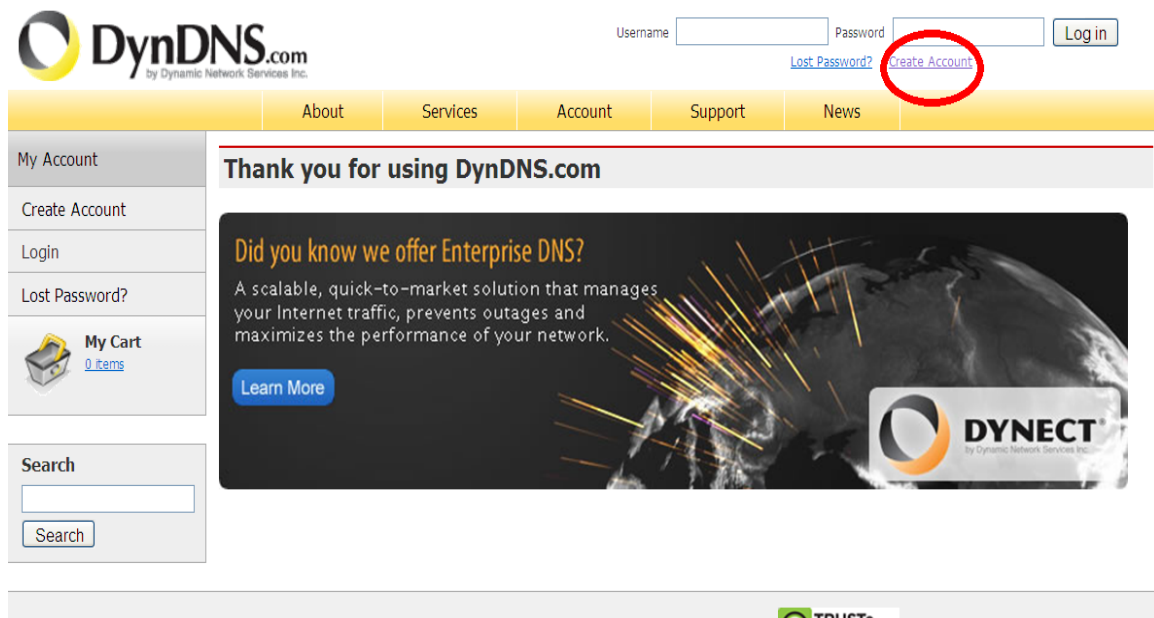 DynDNS.com
by Dynamic Network Services Inc.
Username
Password
Log in
Lost Password?
Create Account
About
Services
Account
Support
News
My Account
Create Account
Login
Lost Password?
My Cart
0 items
Search
Search
Thank you for using DynDNS.com
Did you know we offer Enterprise DNS?
A scalable, quick-to-market solution that manages
your Internet traffic, prevents outages and
maximizes the performance of your network.
Learn More
DYNECT
by Dynamic Network Services Inc.
TRUSTe